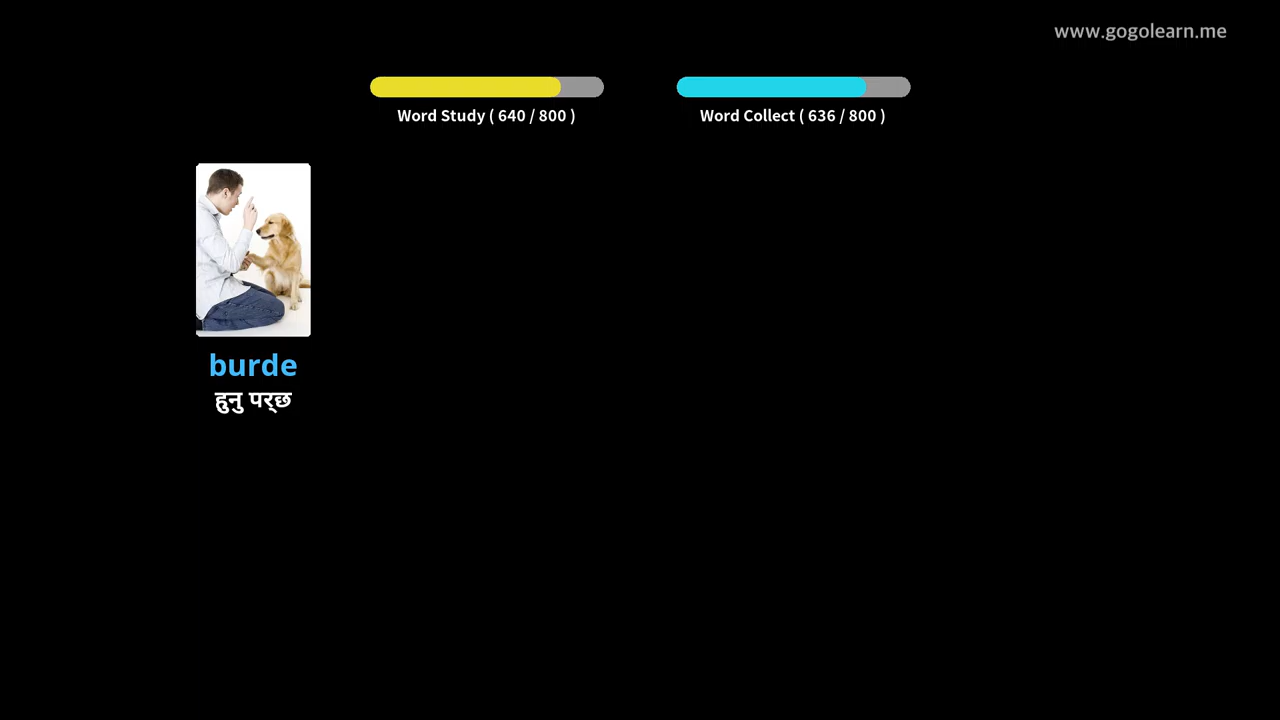 www.gogolearn.me
Word Study ( 640 / 800 )
Word Collect ( 636 / 800 )
burde
हुनु पर्छ